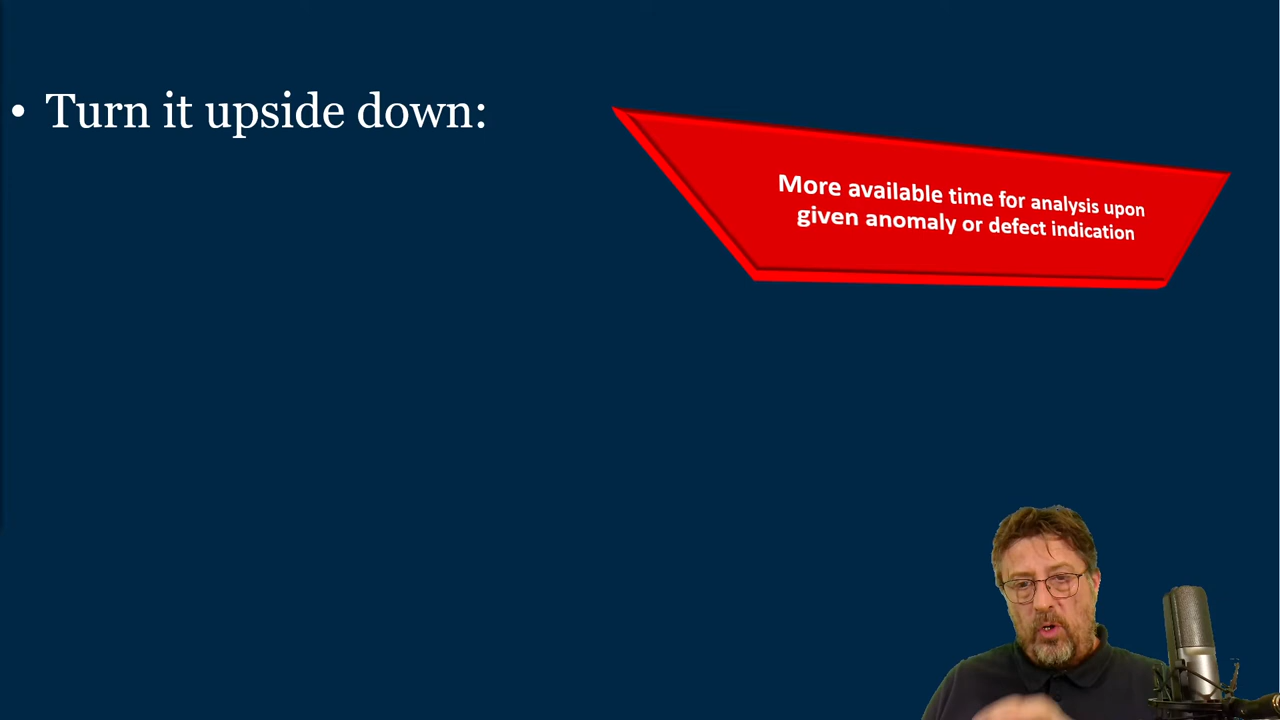 • Turn it upside down:
More available time for analysis upon
given anomaly or defect indication